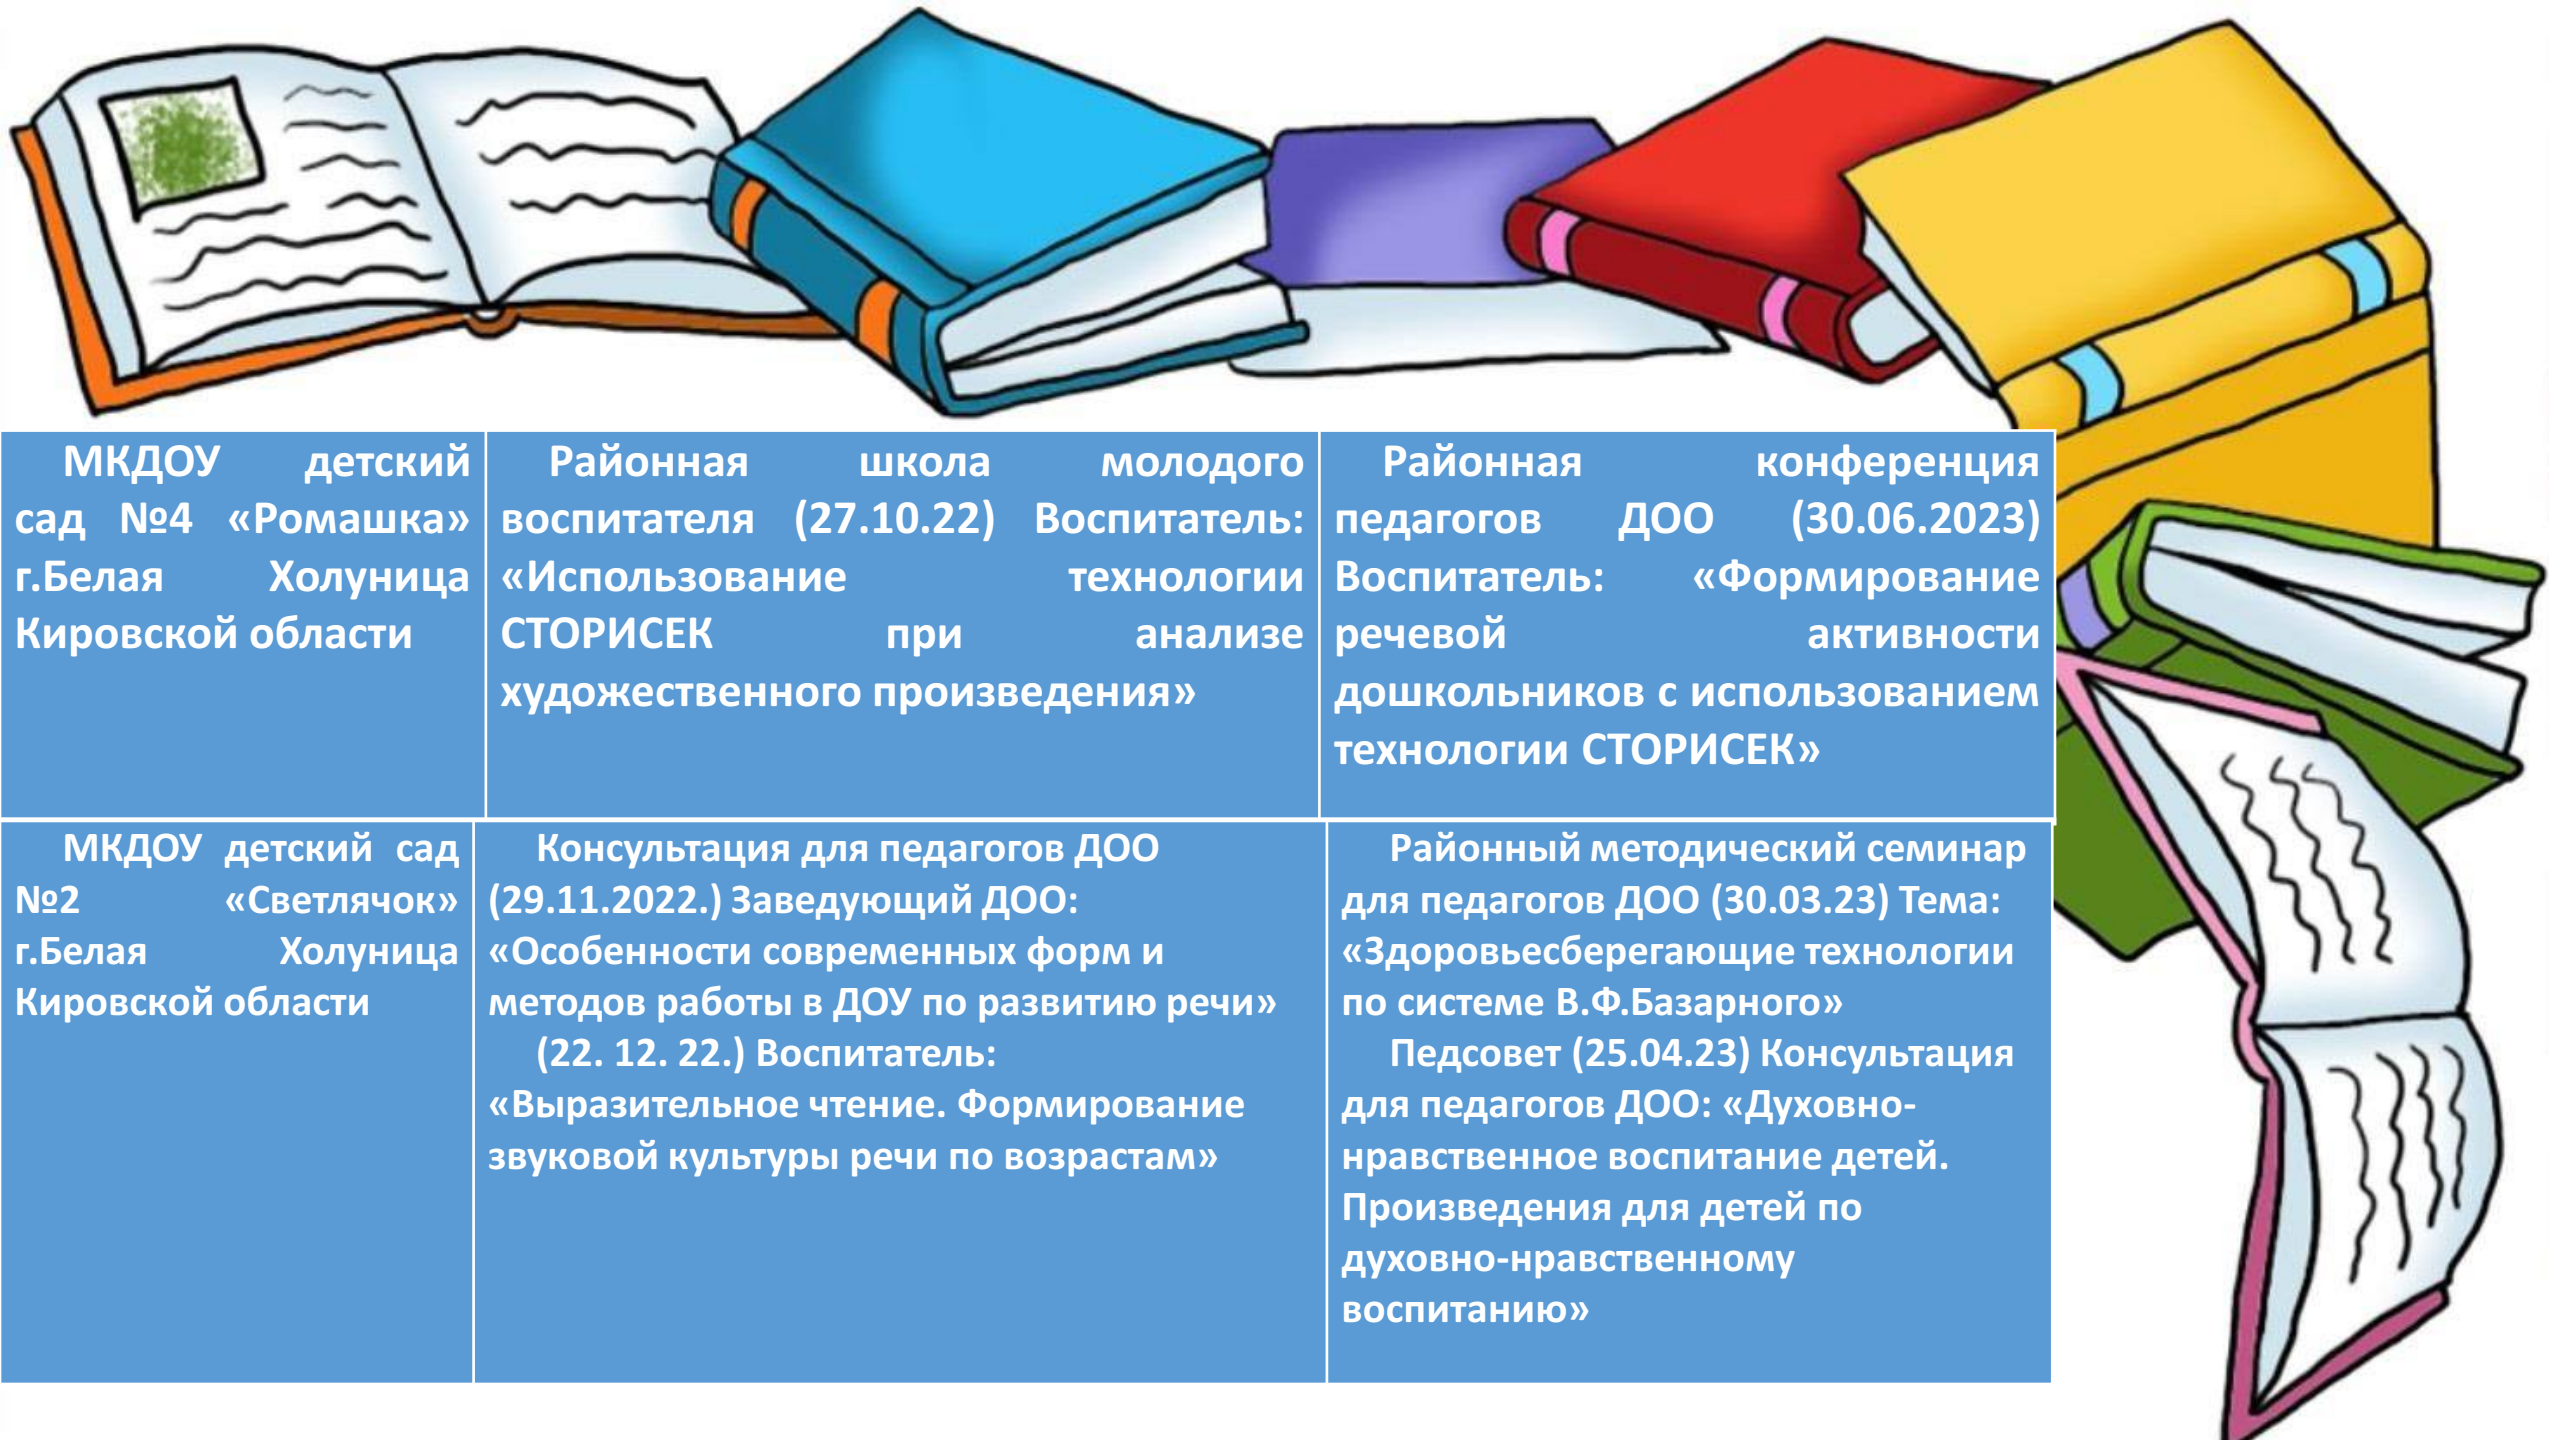 МКДОУ детский
сад №4 «Ромашка»
г.Белая Холуница
Кировской области
Районная школа молодого
воспитателя (27.10.22) Воспитатель:
«Использование технологии
СТОРИСЕК при анализе
художественного произведения»
Районная конференция
педагогов ДОО (30.06.2023)
Воспитатель: «Формирование
речевой активности
дошкольников с использованием
технологии СТОРИСЕК»
МКДОУ детский сад
№2 «Светлячок»
г.Белая Холуница
Кировской области
Консультация для педагогов ДОО
(29.11.2022.) Заведующий ДОО:
«Особенности современных форм и
методов работы в ДОУ по развитию речи»
(22. 12. 22.) Воспитатель:
«Выразительное чтение. Формирование
звуковой культуры речи по возрастам»
Районный методический семинар
для педагогов ДОО (30.03.23) Тема:
«Здоровьесберегающие технологии
по системе В.Ф.Базарного»
Педсовет (25.04.23) Консультация
для педагогов ДОО: «Духовно-
нравственное воспитание детей.
Произведения для детей по
духовно-нравственному
воспитанию»